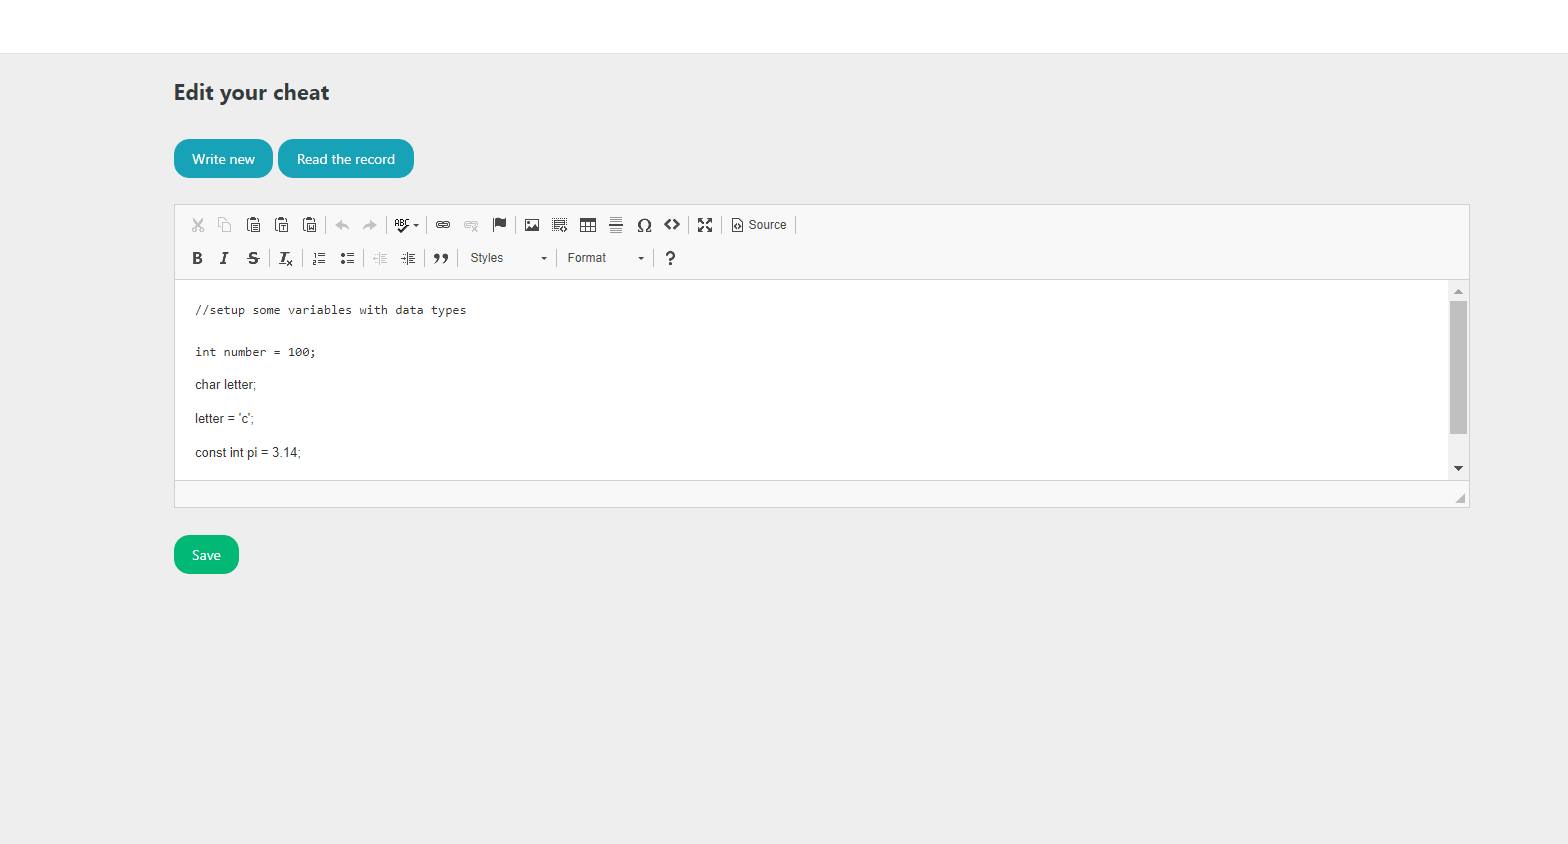 Edit your cheat
Write new Read the record
Source
Styles Format
//setup some variables with data types
int number = 100;
char letter;
letter = 'c';
const int pi = 3.14;
Save